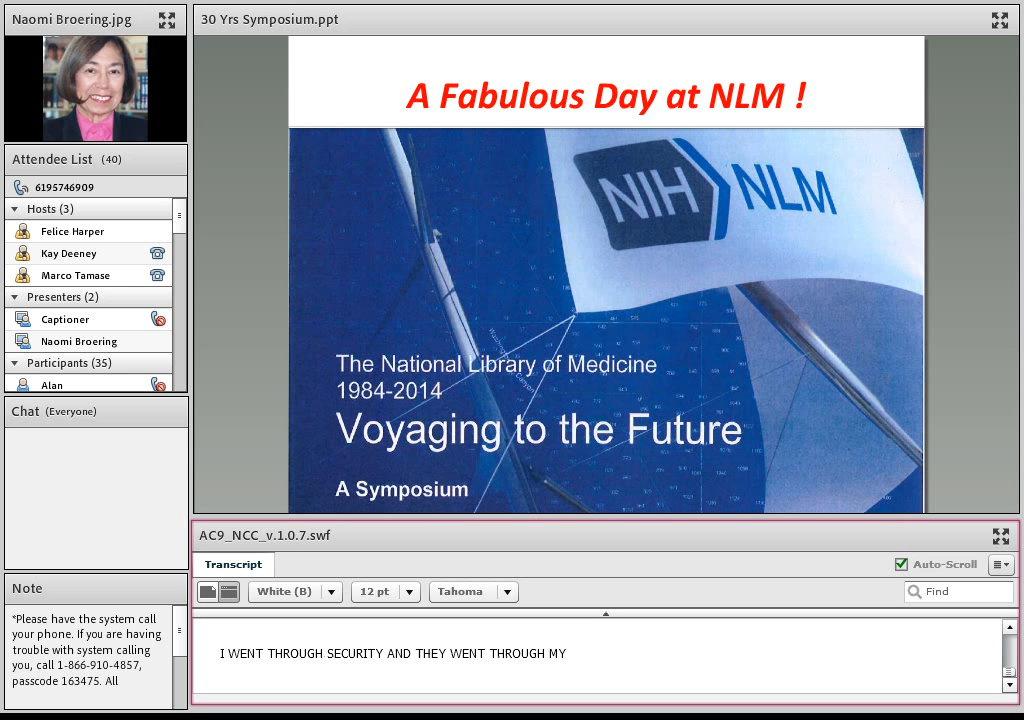 Naomi Broering.jpg
Attendee List (40)
6195746909
Hosts (3)
Felice Harper
Kay Deeney
Marco Tamase
Presenters (2)
Captioner
Naomi Broering
Participants (35)
Alan
Chat (Everyone)
Note
*Please have the system call
your phone. If you are having
trouble with system calling
you, call 1-866-910-4857,
passcode 163475. All
30 Yrs Symposium.ppt
A Fabulous Day at NLM !
NIH NLM
The National Library of Medicine
1984-2014
Voyaging to the Future
A Symposium
AC9_NCC_v.1.0.7.swf
Transcript
Auto-Scroll
White (B)
12 pt
Tahoma
Find
I WENT THROUGH SECURITY AND THEY WENT THROUGH MY